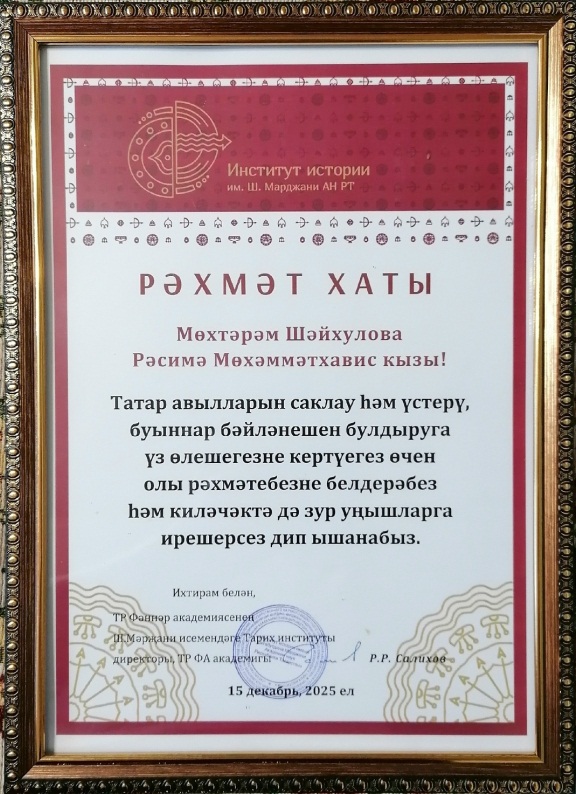 Институт истории
им. Ш. Марджани АН РТ
РӘХМӘТ ХАТЫ
Мөхтәрәм Шәйхулова
Рәсимә Мөхәммәтхавис кызы!
Татар авылларын саклау һәм үстерү,
буыннар бәйләнешен булдыруга
үз өлешегезне кертүегез өчен
олы рәхмәтебезне белдерәбез
һәм киләчәктә дә зур уңышларга
ирешерсез дип ышанабыз.
Ихтирам белән,
ТР Фәннәр академиясенең
Ш.Мәрҗани исемендәге Тарих институты
директоры, ТР ФА академигы
Р.Р. Салихов
15 декабрь, 2025 ел